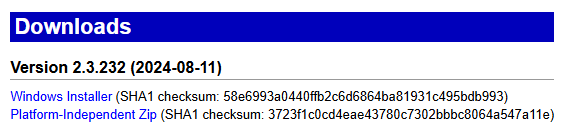 Downloads
Version 2.3.232 (2024-08-11)
Windows Installer (SHA1 checksum: 58e6993a0440ffb2c6d6864ba81931c495bdb993)
Platform-Independent Zip (SHA1 checksum: 3723f1c0cd4eae43780c7302bbbc8064a547a11e)